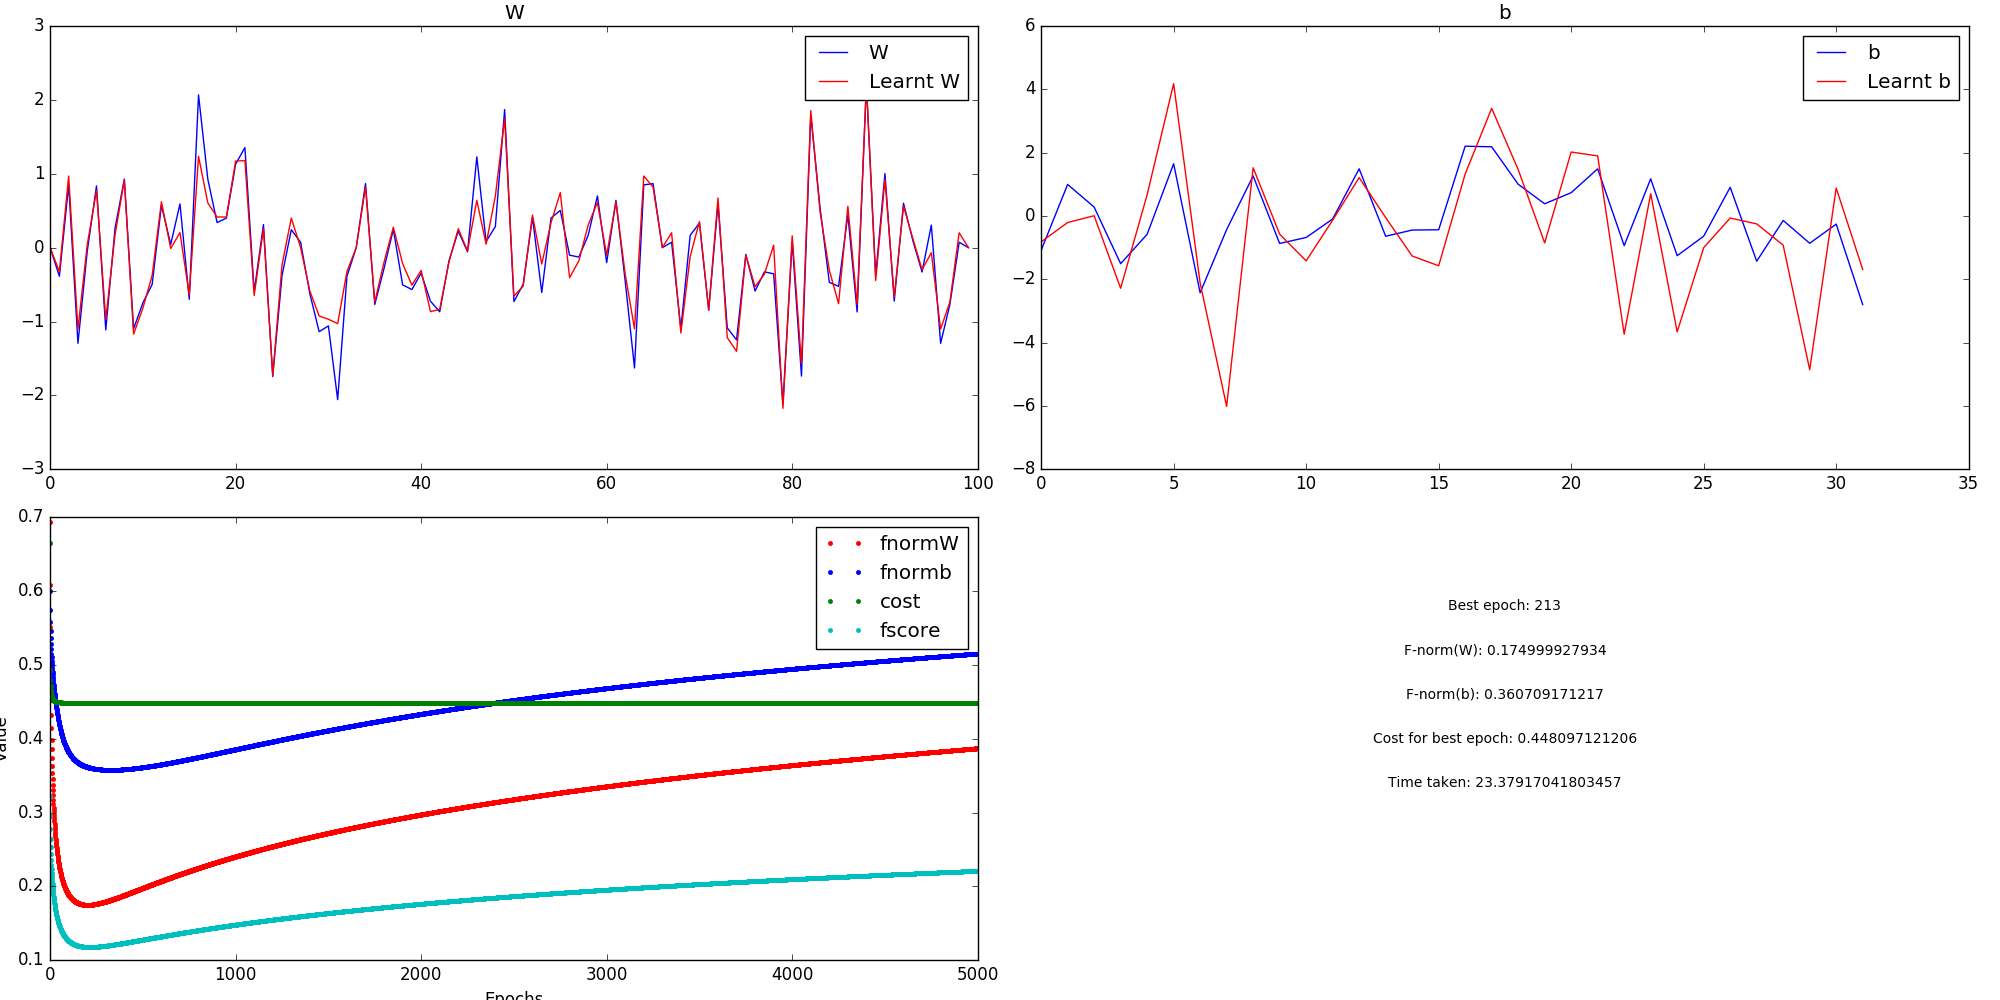 W
3
2
1
0
−1
−2
−3
0 20 40 60 80 100
W
Learnt W
b
6
4
2
0
−2
−4
−6
−8
0 5 10 15 20 25 30 35
b
Learnt b
0.7
0.6
0.5
0.4
0.3
0.2
0.1
0 1000 2000 3000 4000 5000
Epochs
fnormW
fnormb
cost
fscore
Best epoch: 213
F-norm(W): 0.174999927934
F-norm(b): 0.360709171217
Cost for best epoch: 0.448097121206
Time taken: 23.37917041803457